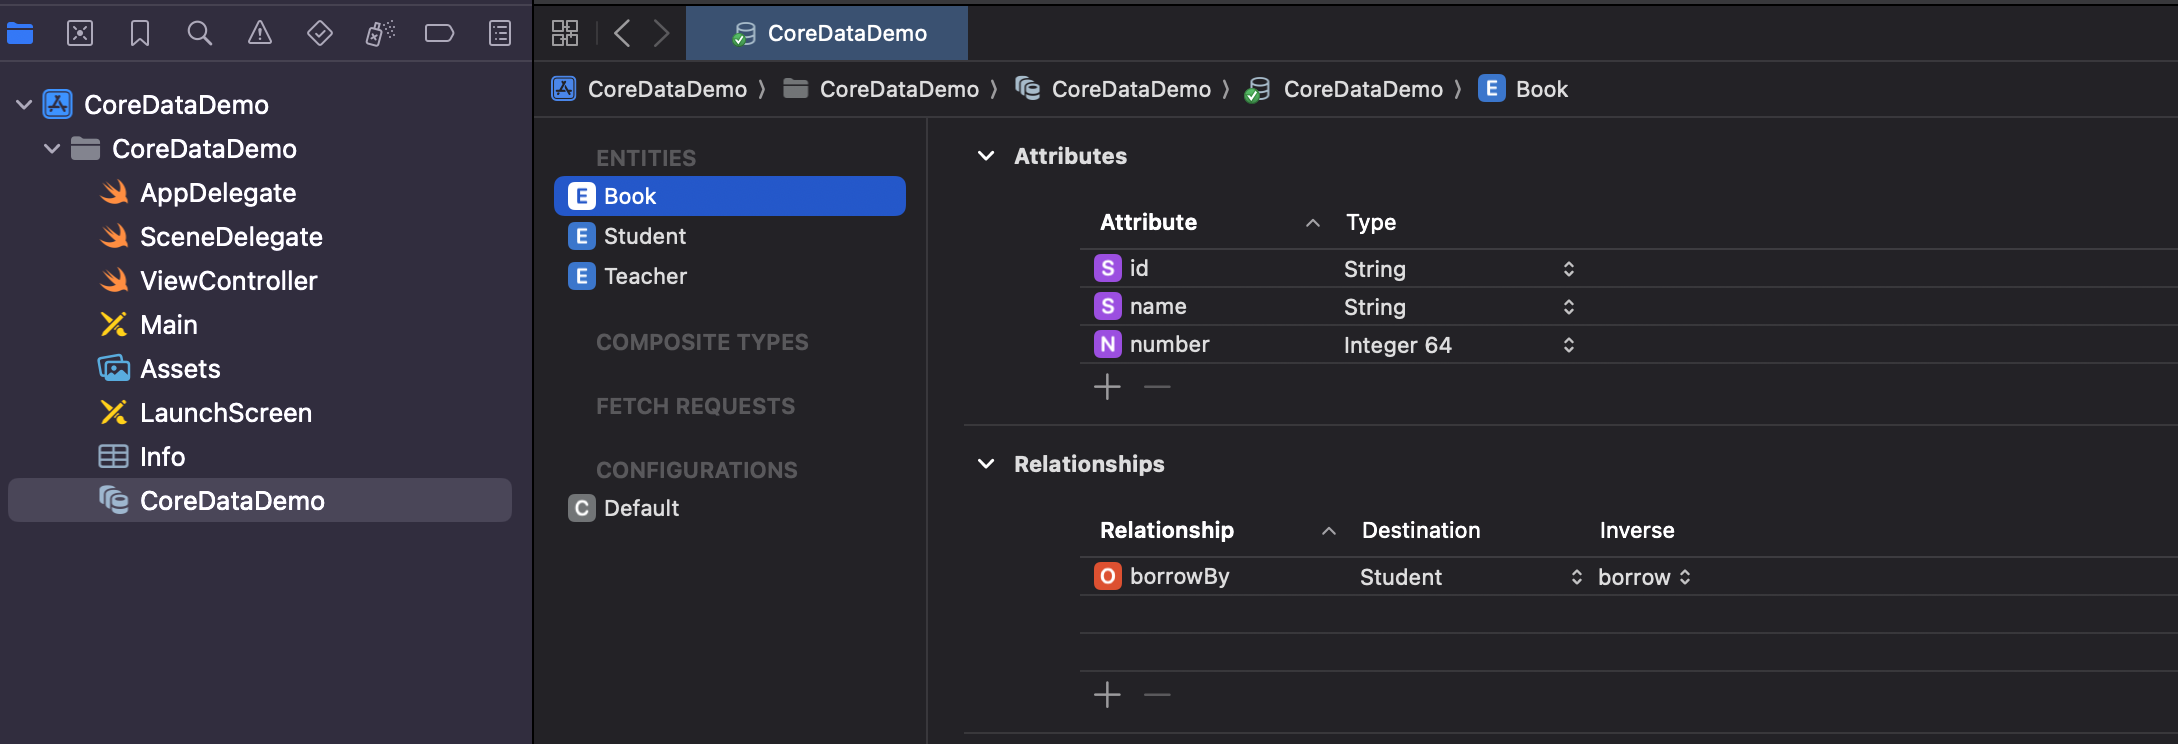 CoreDataDemo
CoreDataDemo
AppDelegate
SceneDelegate
ViewController
Main
Assets
LaunchScreen
Info
CoreDataDemo
CoreDataDemo
CoreDataDemo 〉 CoreDataDemo 〉 CoreDataDemo 〉 CoreDataDemo 〉 E Book
ENTITIES
E Book
E Student
E Teacher
COMPOSITE TYPES
FETCH REQUESTS
CONFIGURATIONS
C Default
Attributes
Attribute Type
S id String
S name String
N number Integer 64
Relationships
Relationship Destination Inverse
O borrowBy Student borrow